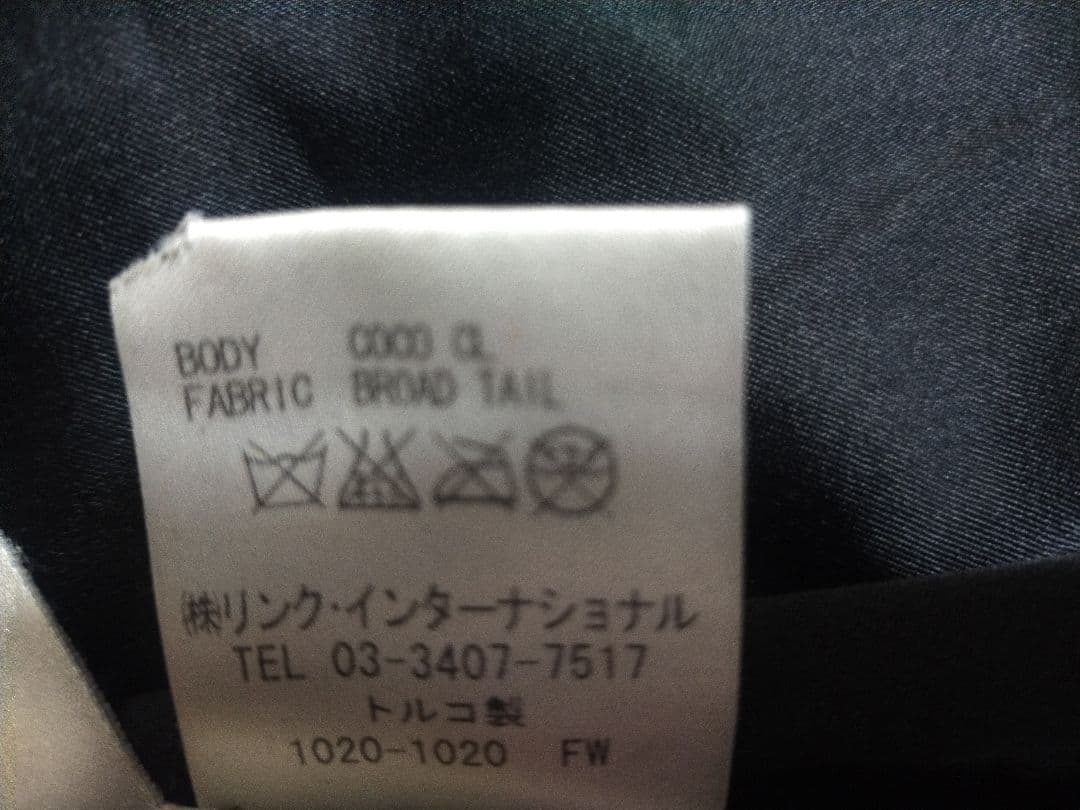 BODY COCO CL
FABRIC BROAD TAIL
㈱リンク・インターナショナル
TEL 03-3407-7517
トルコ製
1020-1020 FW